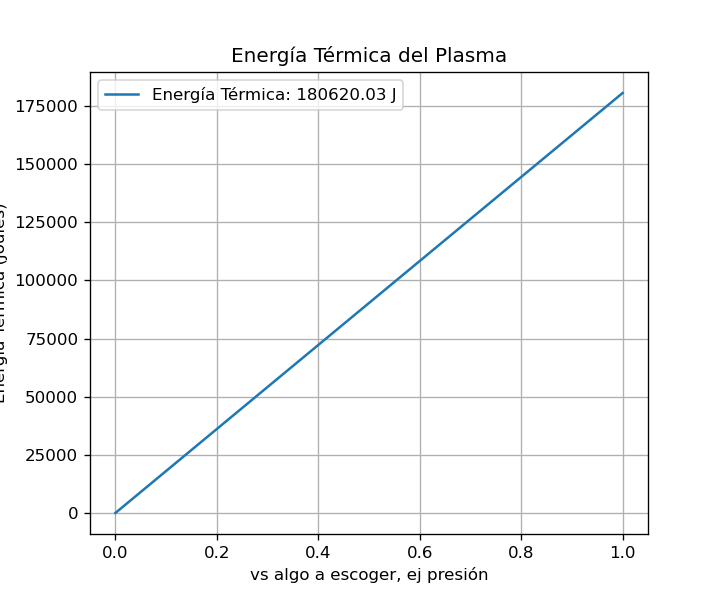 Energía Térmica del Plasma
Energía Térmica: 180620.03 J
175000
150000
125000
100000
75000
50000
25000
0
0.0 0.2 0.4 0.6 0.8 1.0
vs algo a escoger, ej presión